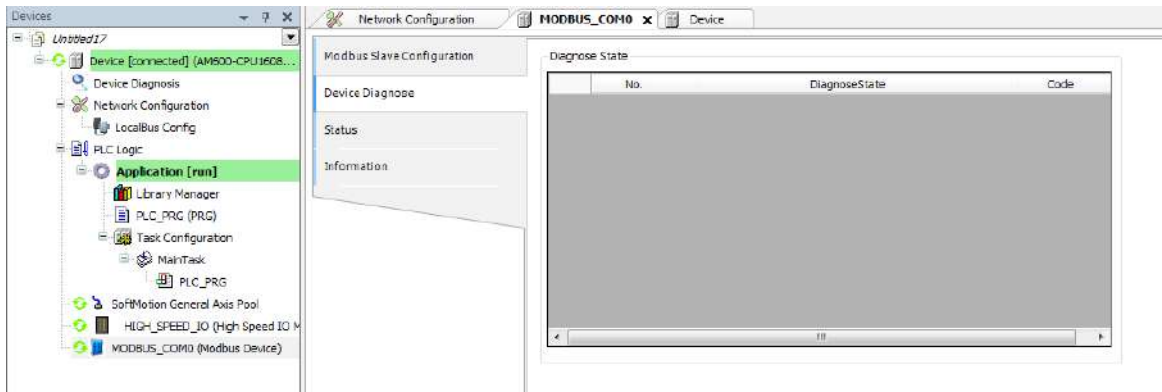 Devices
Untitled17
Device [connected] (AM600-CPU1608...
Device Diagnosis
Network Configuration
LocalBus Config
PLC Logic
Application [run]
Library Manager
PLC_PRG (PRG)
Task Configuration
MainTask
PLC_PRG
SoftMotion General Axis Pool
HIGH_SPEED_IO (High Speed IO M
MODBUS_COM0 (Modbus Device)
Network Configuration
MODBUS_COM0
Device
Modbus Slave Configuration
Device Diagnose
Status
Information
Diagnose State
No. DiagnoseState Code